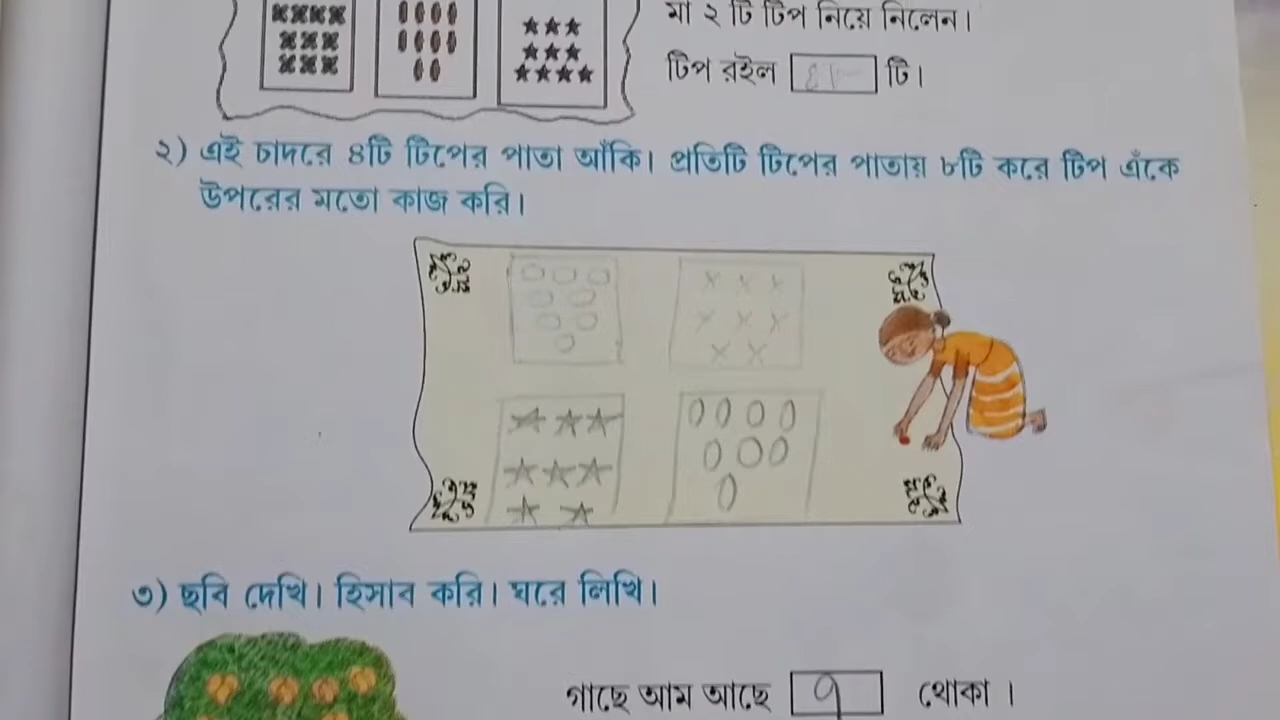 মা ২ টি টিপ নিয়ে নিলেন।
টিপ রইল টি।
২) এই চাদরে ৪টি টিপের পাতা আঁকি। প্রতিটি টিপের পাতায় ৮টি করে টিপ এঁকে
উপরের মতো কাজ করি।
৩) ছবি দেখি। হিসাব করি। ঘরে লিখি।
গাছে আম আছে ৭ থোকা।